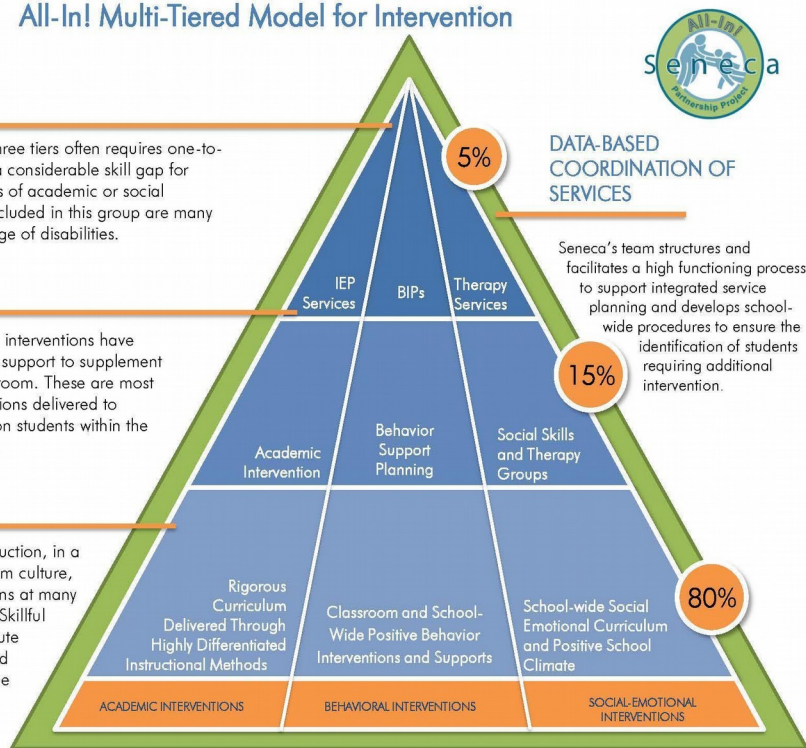 All-In! Multi-Tiered Model for Intervention
All-In!
Seneca
Partnership Project
hree tiers often requires one-to-
a considerable skill gap for
s of academic or social
cluded in this group are many
ge of disabilities.
interventions have
support to supplement
room. These are most
ions delivered to
on students within the
uction, in a
m culture,
ns at many
Skillful
ute
d
e
5%
DATA-BASED
COORDINATION OF
SERVICES
Seneca's team structures and
facilitates a high functioning process
to support integrated service
planning and develops school-
wide procedures to ensure the
identification of students
requiring additional
intervention.
IEP
Services
BIPs
Therapy
Services
15%
Academic
Intervention
Behavior
Support
Planning
Social Skills
and Therapy
Groups
80%
Rigorous
Curriculum
Delivered Through
Highly Differentiated
Instructional Methods
Classroom and School-
Wide Positive Behavior
Interventions and Supports
School-wide Social
Emotional Curriculum
and Positive School
Climate
ACADEMIC INTERVENTIONS
BEHAVIORAL INTERVENTIONS
SOCIAL-EMOTIONAL
INTERVENTIONS